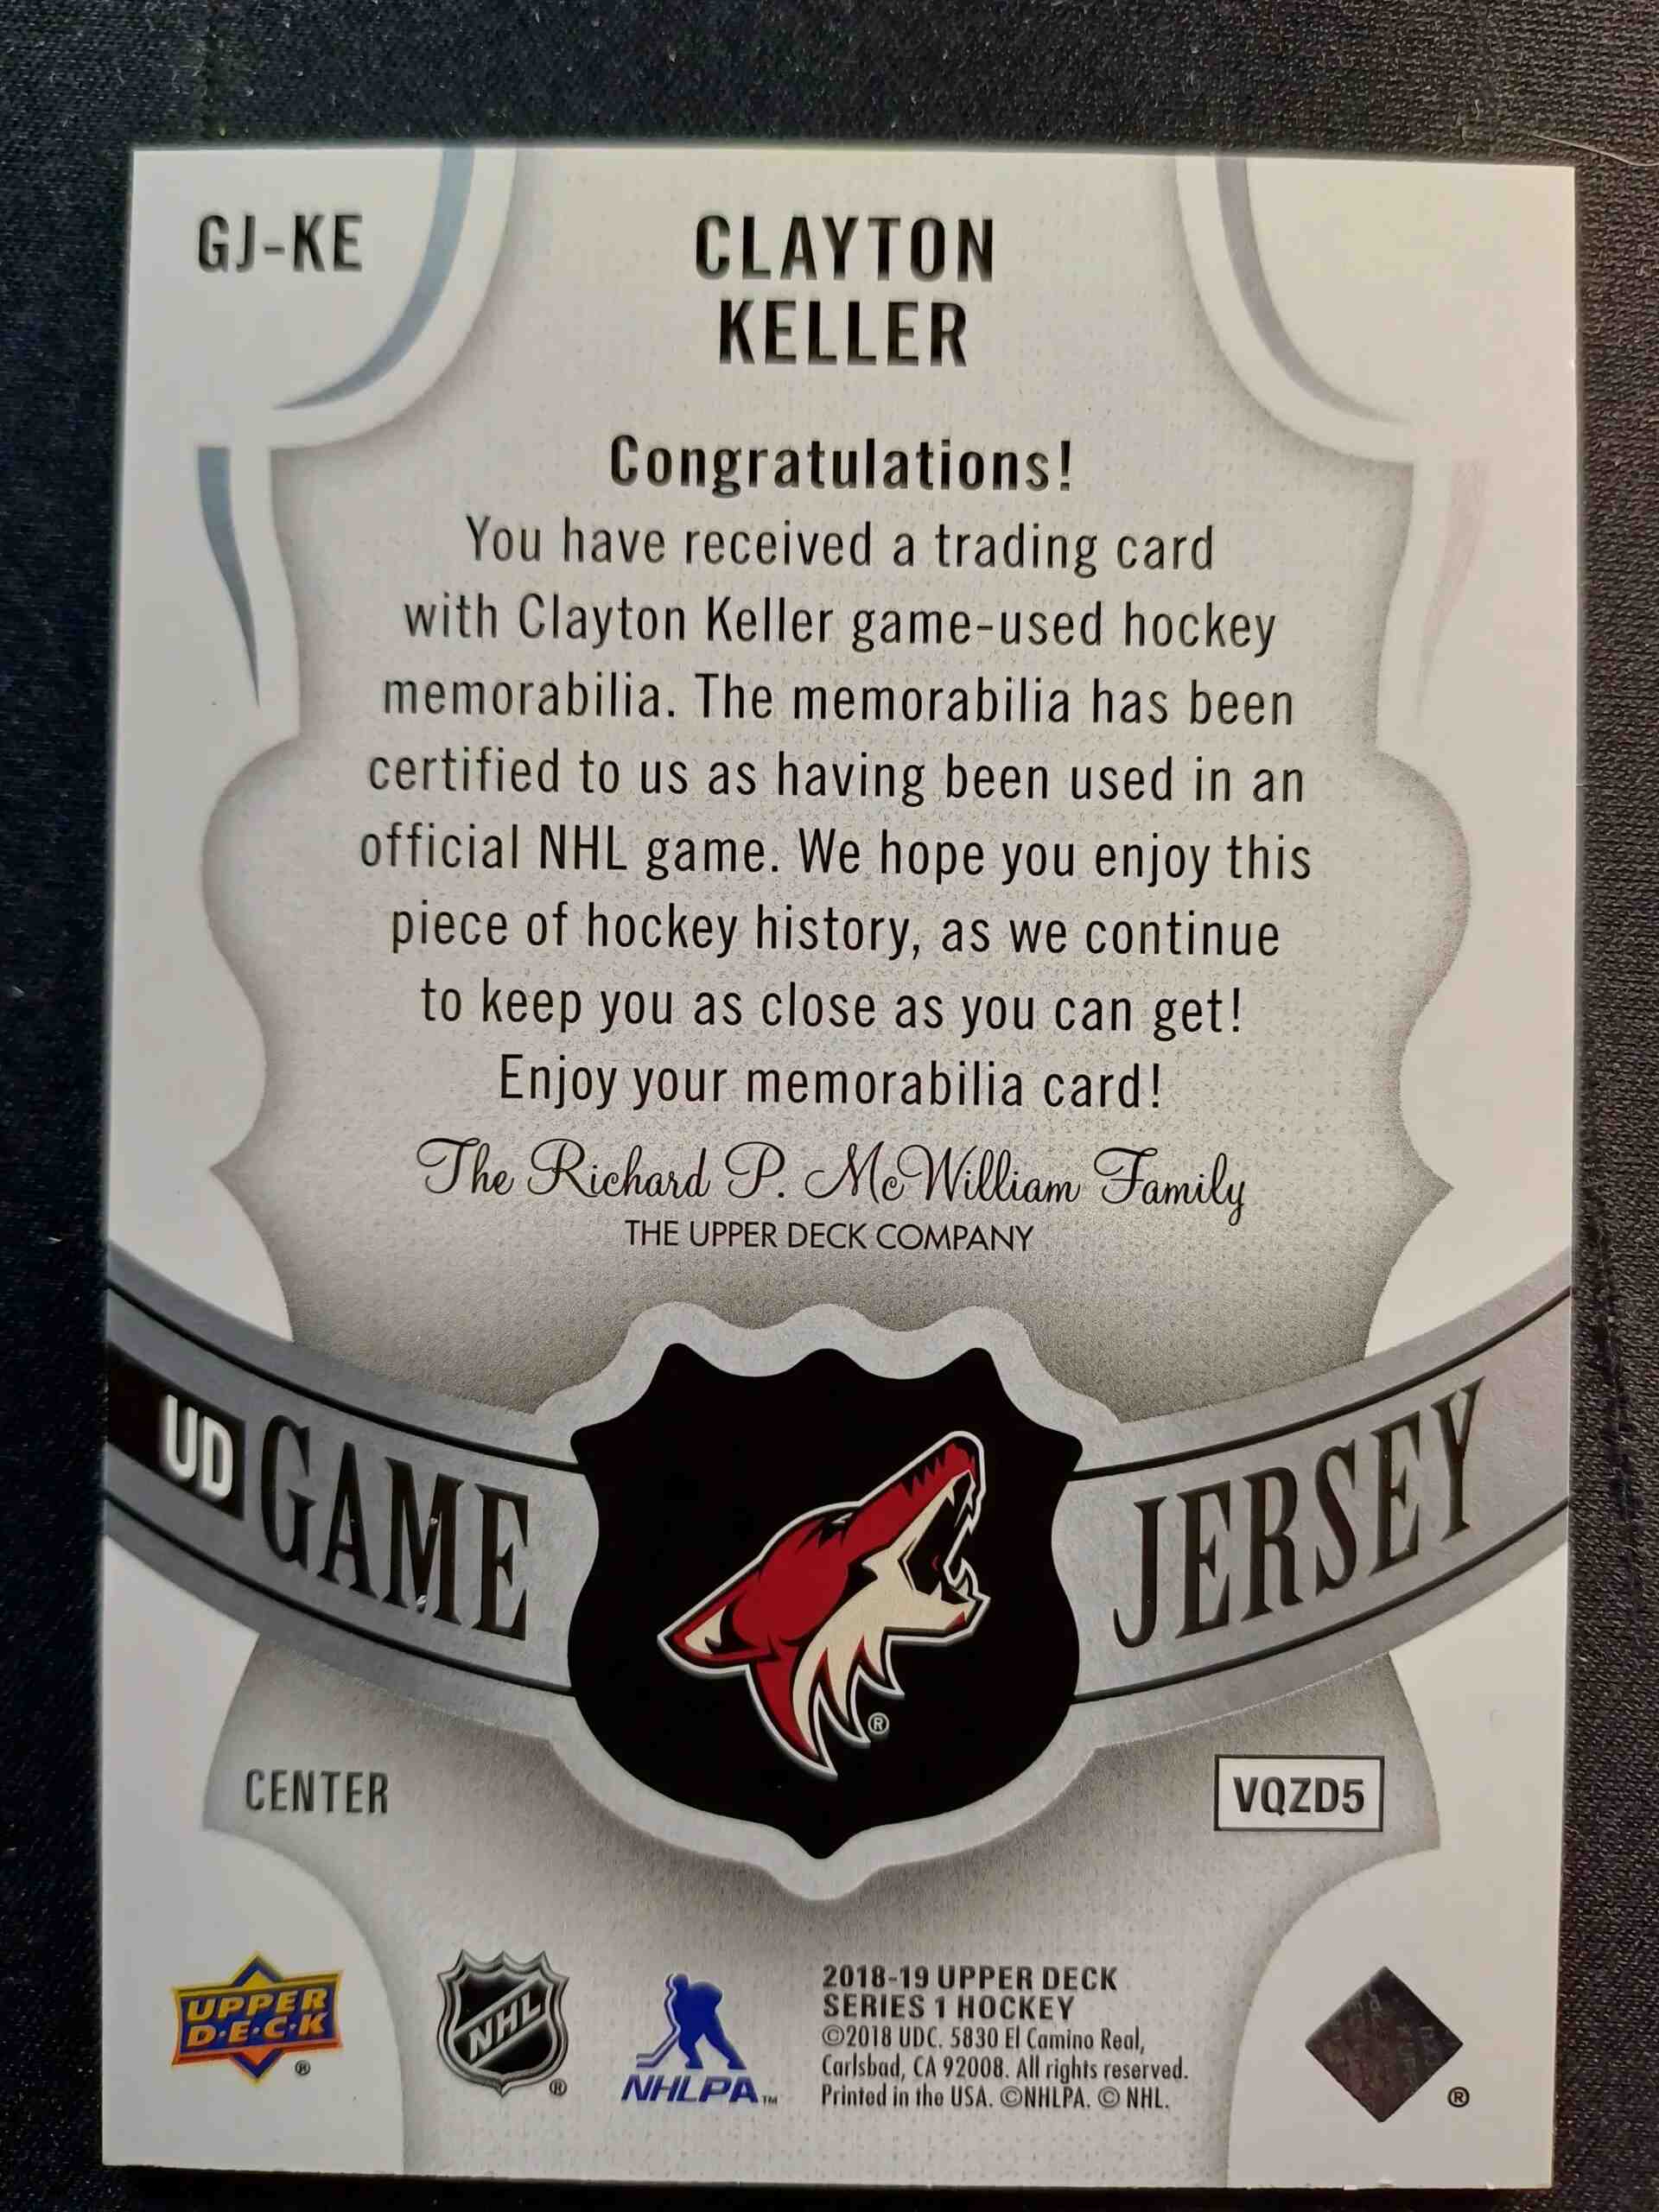 GJ-KE
CLAYTON
KELLER
Congratulations!
You have received a trading card
with Clayton Keller game-used hockey
memorabilia. The memorabilia has been
certified to us as having been used in an
official NHL game. We hope you enjoy this
piece of hockey history, as we continue
to keep you as close as you can get!
Enjoy your memorabilia card!
The Richard P. McWilliam Family
THE UPPER DECK COMPANY
UD GAME JERSEY
®
CENTER
VQZD5
UPPER
D·E·C·K
®
NHL
®
NHLPA™
2018-19 UPPER DECK
SERIES 1 HOCKEY
©2018 UDC. 5830 El Camino Real,
Carlsbad, CA 92008. All rights reserved.
Printed in the USA. ©NHLPA. © NHL.
®